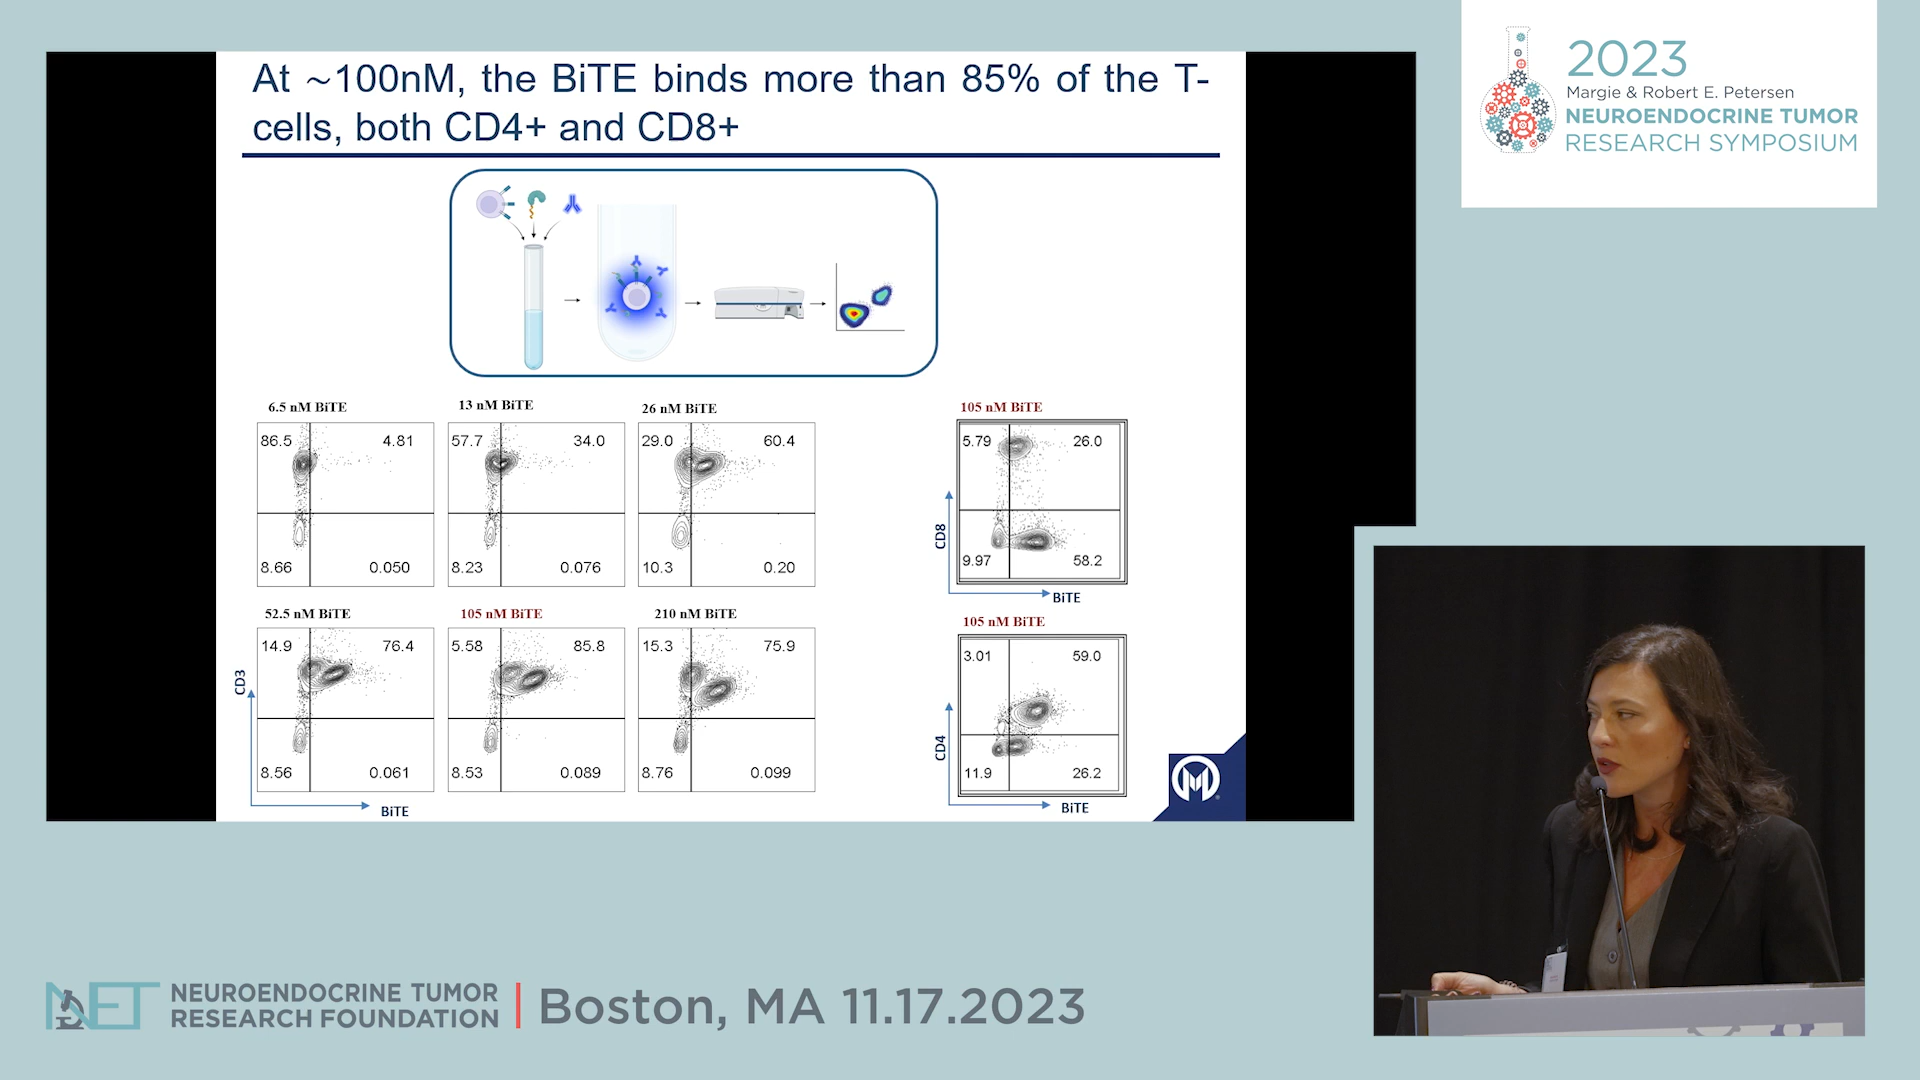 At ~100nM, the BiTE binds more than 85% of the T-
cells, both CD4+ and CD8+
2023
Margie & Robert E. Petersen
NEUROENDOCRINE TUMOR
RESEARCH SYMPOSIUM
6.5 nM BiTE
86.5 4.81
8.66 0.050
13 nM BiTE
57.7 34.0
8.23 0.076
26 nM BiTE
29.0 60.4
10.3 0.20
105 nM BiTE
5.79 26.0
9.97 58.2
CD8
BiTE
52.5 nM BiTE
14.9 76.4
8.56 0.061
CD3
BiTE
105 nM BiTE
5.58 85.8
8.53 0.089
210 nM BiTE
15.3 75.9
8.76 0.099
105 nM BiTE
3.01 59.0
11.9 26.2
CD4
BiTE
NET
NEUROENDOCRINE TUMOR
RESEARCH FOUNDATION
Boston, MA 11.17.2023